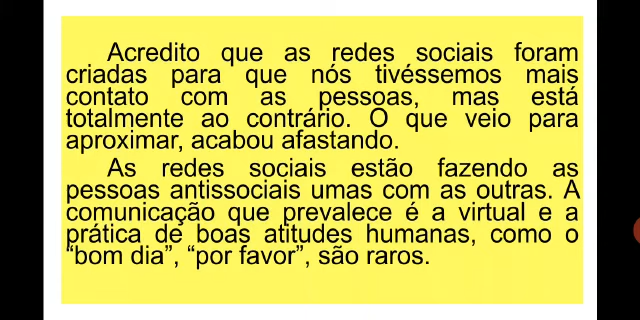 Acredito que as redes sociais foram
criadas para que nós tivéssemos mais
contato com as pessoas, mas está
totalmente ao contrário. O que veio para
aproximar, acabou afastando.
As redes sociais estão fazendo as
pessoas antissociais umas com as outras. A
comunicação que prevalece é a virtual e a
prática de boas atitudes humanas, como o
“bom dia”, “por favor”, são raros.